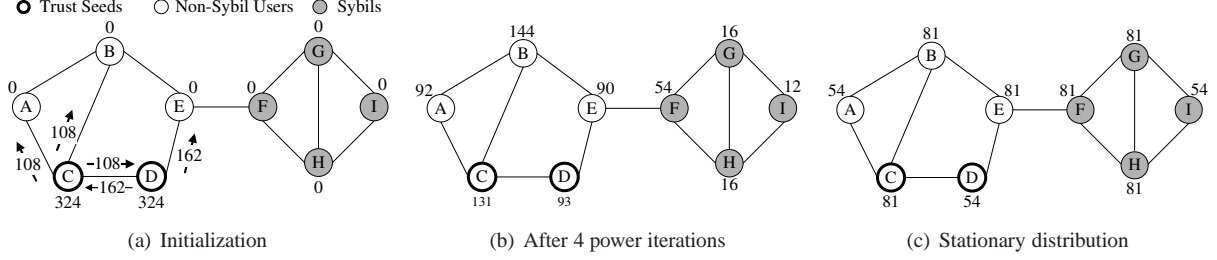 Trust Seeds Non-Sybil Users Sybils
0
B
0
A
0
E
0
F
0
G
0
I
H
0
108
108
108
162
162
C
324
D
324
(a) Initialization
144
B
92
A
90
E
54
F
16
G
12
I
H
16
C
131
D
93
(b) After 4 power iterations
81
B
54
A
E
81
81
F
81
G
54
I
H
81
C
81
D
54
(c) Stationary distribution